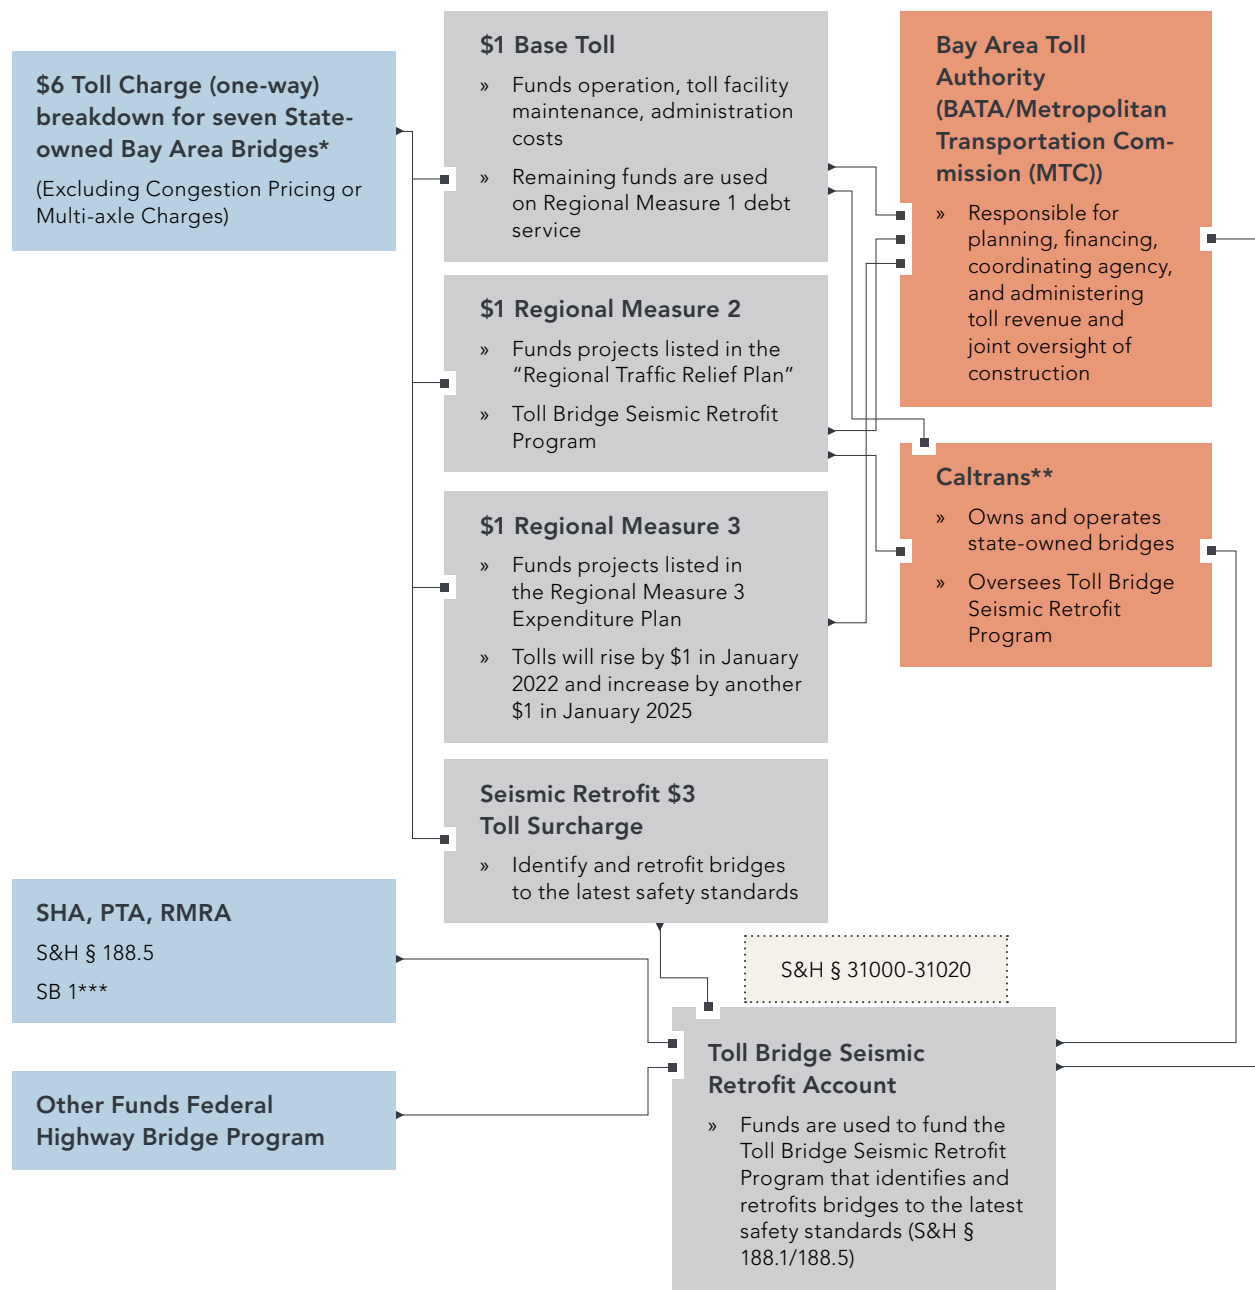 $6 Toll Charge (one-way)
breakdown for seven State-
owned Bay Area Bridges*
(Excluding Congestion Pricing or
Multi-axle Charges)
$1 Base Toll
» Funds operation, toll facility
maintenance, administration
costs
» Remaining funds are used
on Regional Measure 1 debt
service
$1 Regional Measure 2
» Funds projects listed in the
“Regional Traffic Relief Plan”
» Toll Bridge Seismic Retrofit
Program
$1 Regional Measure 3
» Funds projects listed in
the Regional Measure 3
Expenditure Plan
» Tolls will rise by $1 in January
2022 and increase by another
$1 in January 2025
Seismic Retrofit $3
Toll Surcharge
» Identify and retrofit bridges
to the latest safety standards
Bay Area Toll
Authority
(BATA/Metropolitan
Transportation Com-
mission (MTC))
» Responsible for
planning, financing,
coordinating agency,
and administering
toll revenue and
joint oversight of
construction
Caltrans**
» Owns and operates
state-owned bridges
» Oversees Toll Bridge
Seismic Retrofit
Program
SHA, PTA, RMRA
S&H § 188.5
SB 1***
Other Funds Federal
Highway Bridge Program
S&H § 31000-31020
Toll Bridge Seismic
Retrofit Account
» Funds are used to fund the
Toll Bridge Seismic Retrofit
Program that identifies and
retrofits bridges to the latest
safety standards (S&H §
188.1/188.5)